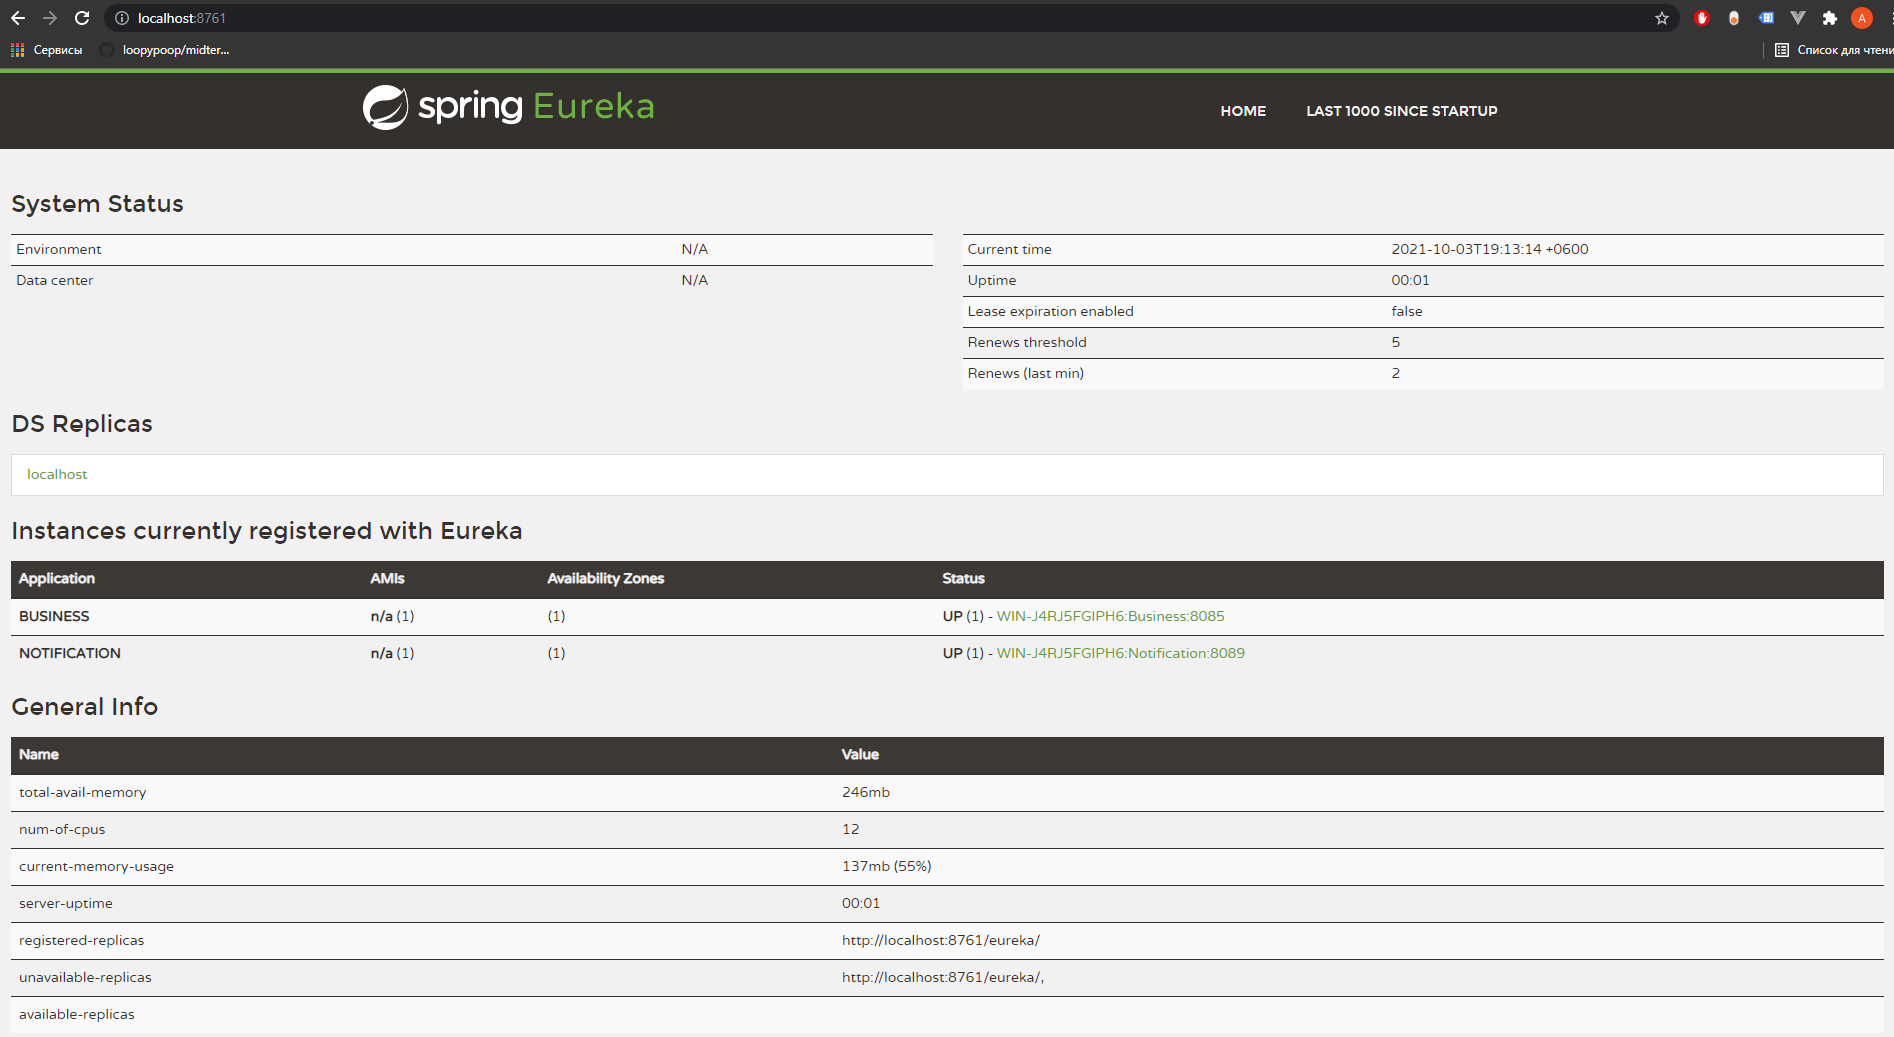 localhost:8761
Сервисы loopypoop/midter... Список для чтени
spring Eureka HOME LAST 1000 SINCE STARTUP
System Status
Environment N/A Current time 2021-10-03T19:13:14 +0600
Data center N/A Uptime 00:01
Lease expiration enabled false
Renews threshold 5
Renews (last min) 2
DS Replicas
localhost
Instances currently registered with Eureka
Application AMIs Availability Zones Status
BUSINESS n/a (1) (1) UP (1) - WIN-J4RJ5FGIPH6:Business:8085
NOTIFICATION n/a (1) (1) UP (1) - WIN-J4RJ5FGIPH6:Notification:8089
General Info
Name Value
total-avail-memory 246mb
num-of-cpus 12
current-memory-usage 137mb (55%)
server-uptime 00:01
registered-replicas http://localhost:8761/eureka/
unavailable-replicas http://localhost:8761/eureka/,
available-replicas